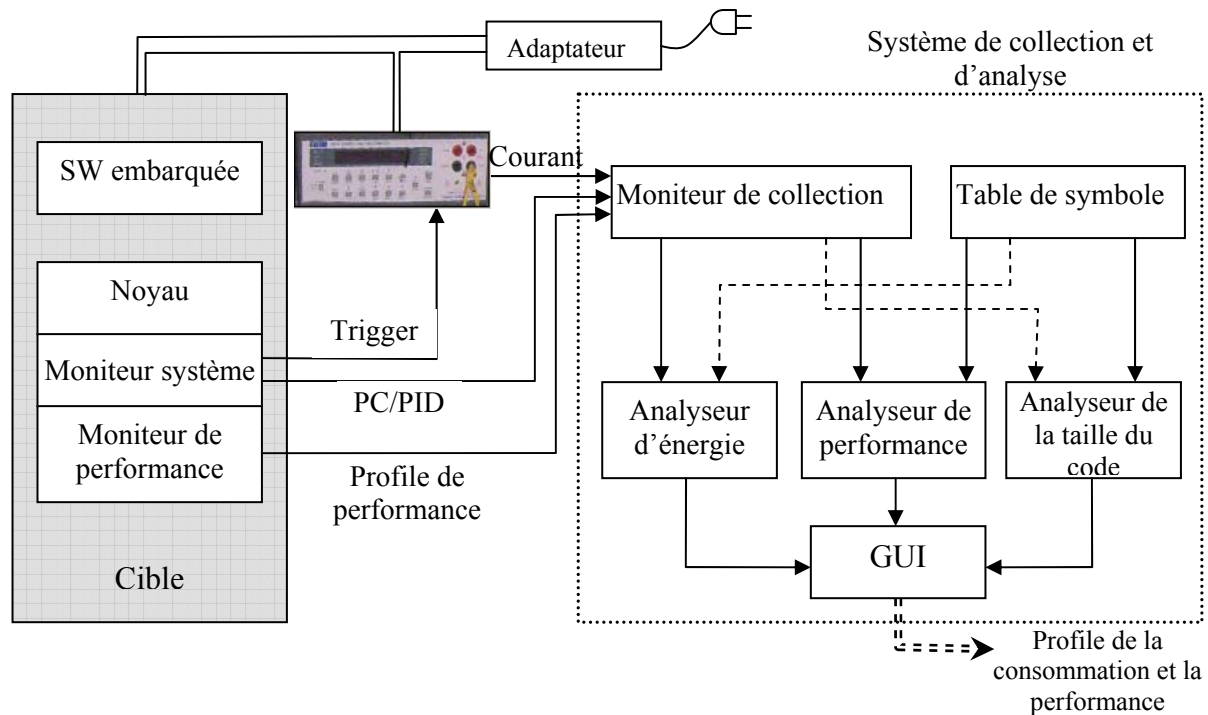 Adaptateur
Système de collection et
d'analyse
SW embarquée
Courant
Moniteur de collection
Table de symbole
Noyau
Trigger
Moniteur système
PC/PID
Moniteur de
performance
Profile de
performance
Analyseur
d'énergie
Analyseur de
performance
Analyseur de
la taille du
code
GUI
Cible
Profile de la
consommation et la
performance